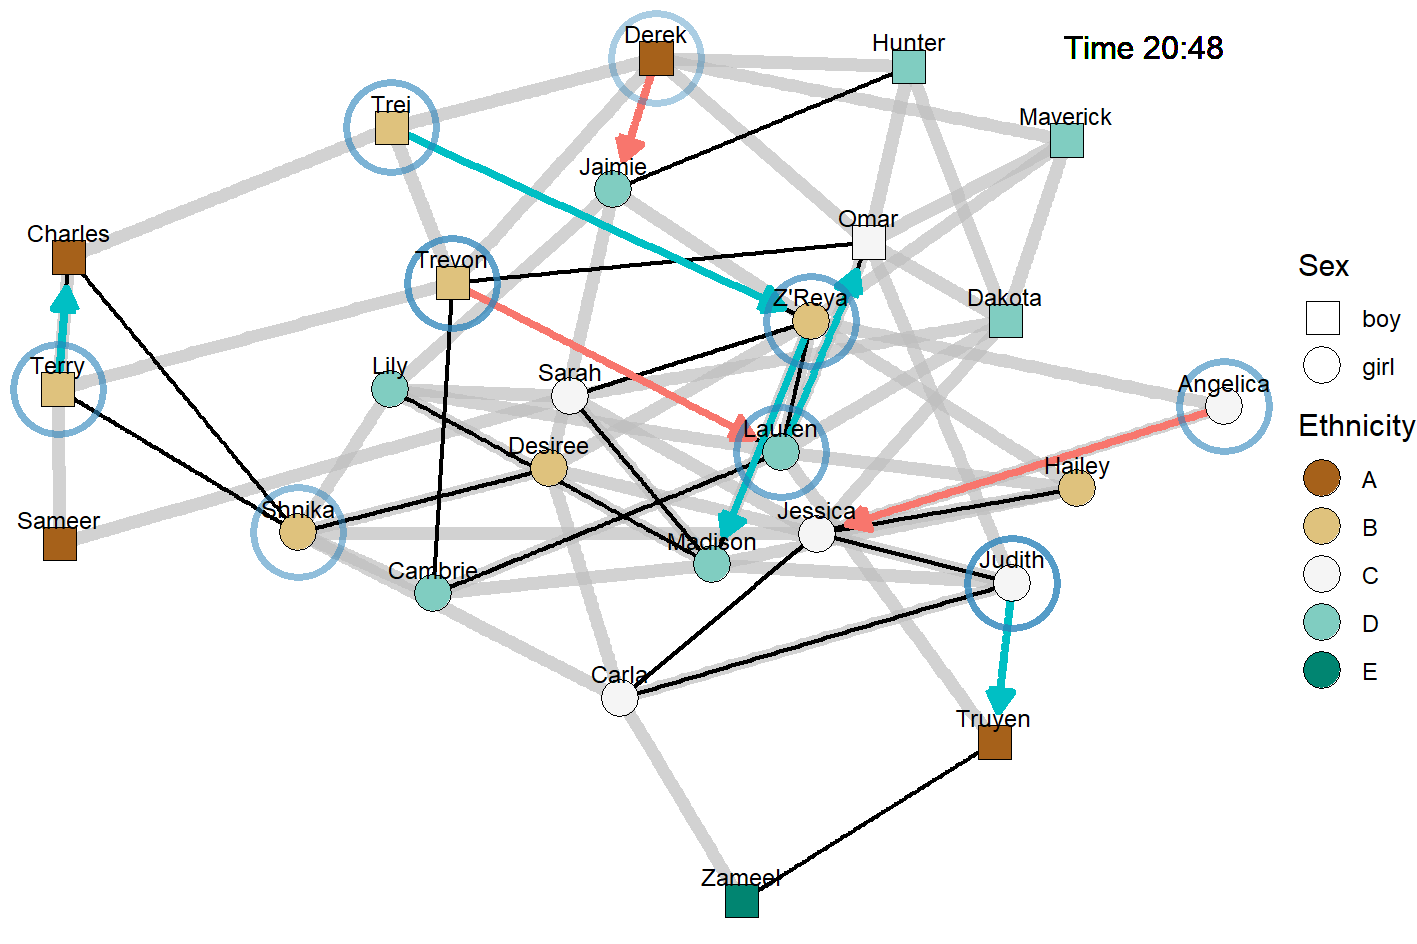 Derek
Hunter
Time 20:48
Trei
Maverick
Jaimie
Omar
Charles
Trevon
Z'Reya
Dakota
Sex
boy
girl
Terry
Lily
Sarah
Angelica
Lauren
Desiree
Hailey
Ethnicity
A
B
C
D
E
Shnika
Sameer
Jessica
Madison
Cambrie
Judith
Carla
Truyen
Zameel